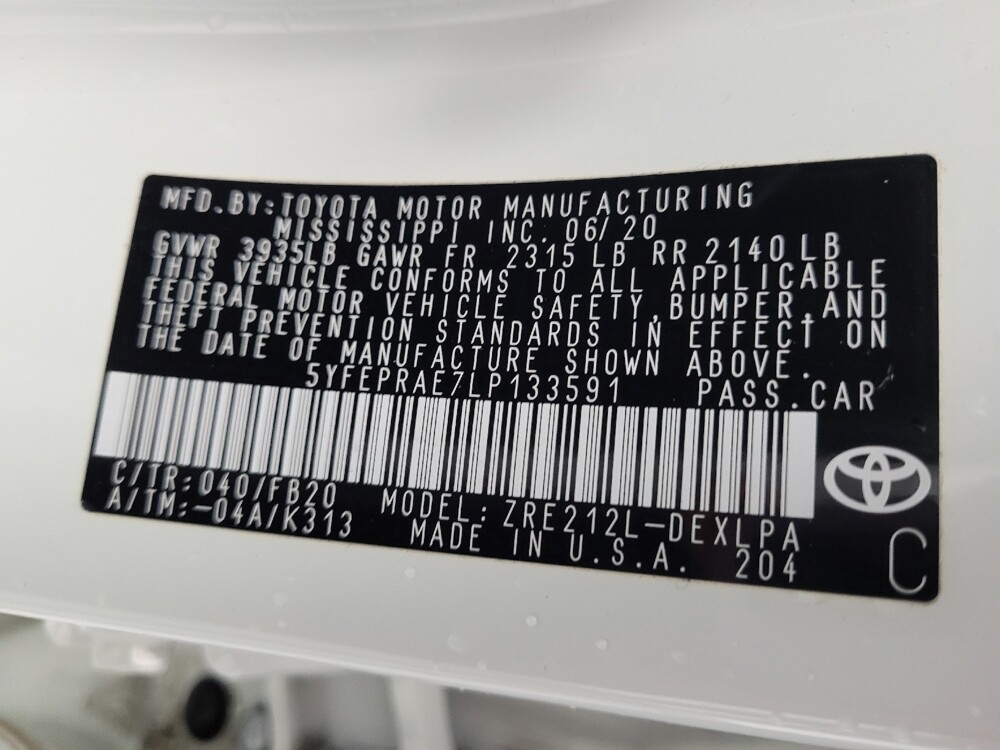 MFD.BY:TOYOTA MOTOR MANUFACTURING
MISSISSIPPI INC. 06/20
GVWR 3935LB GAWR FR 2315 LB RR 2140 LB
THIS VEHICLE CONFORMS TO ALL APPLICABLE
FEDERAL MOTOR VEHICLE SAFETY,BUMPER,AND
THEFT PREVENTION STANDARDS IN EFFECT ON
THE DATE OF MANUFACTURE SHOWN ABOVE.
5YFEPRAE7LP133591 PASS.CAR
C/TR:040/FB20 MODEL:ZRE212L-DEXLPA
A/TM:-04A/K313 MADE IN U.S.A. 204
C